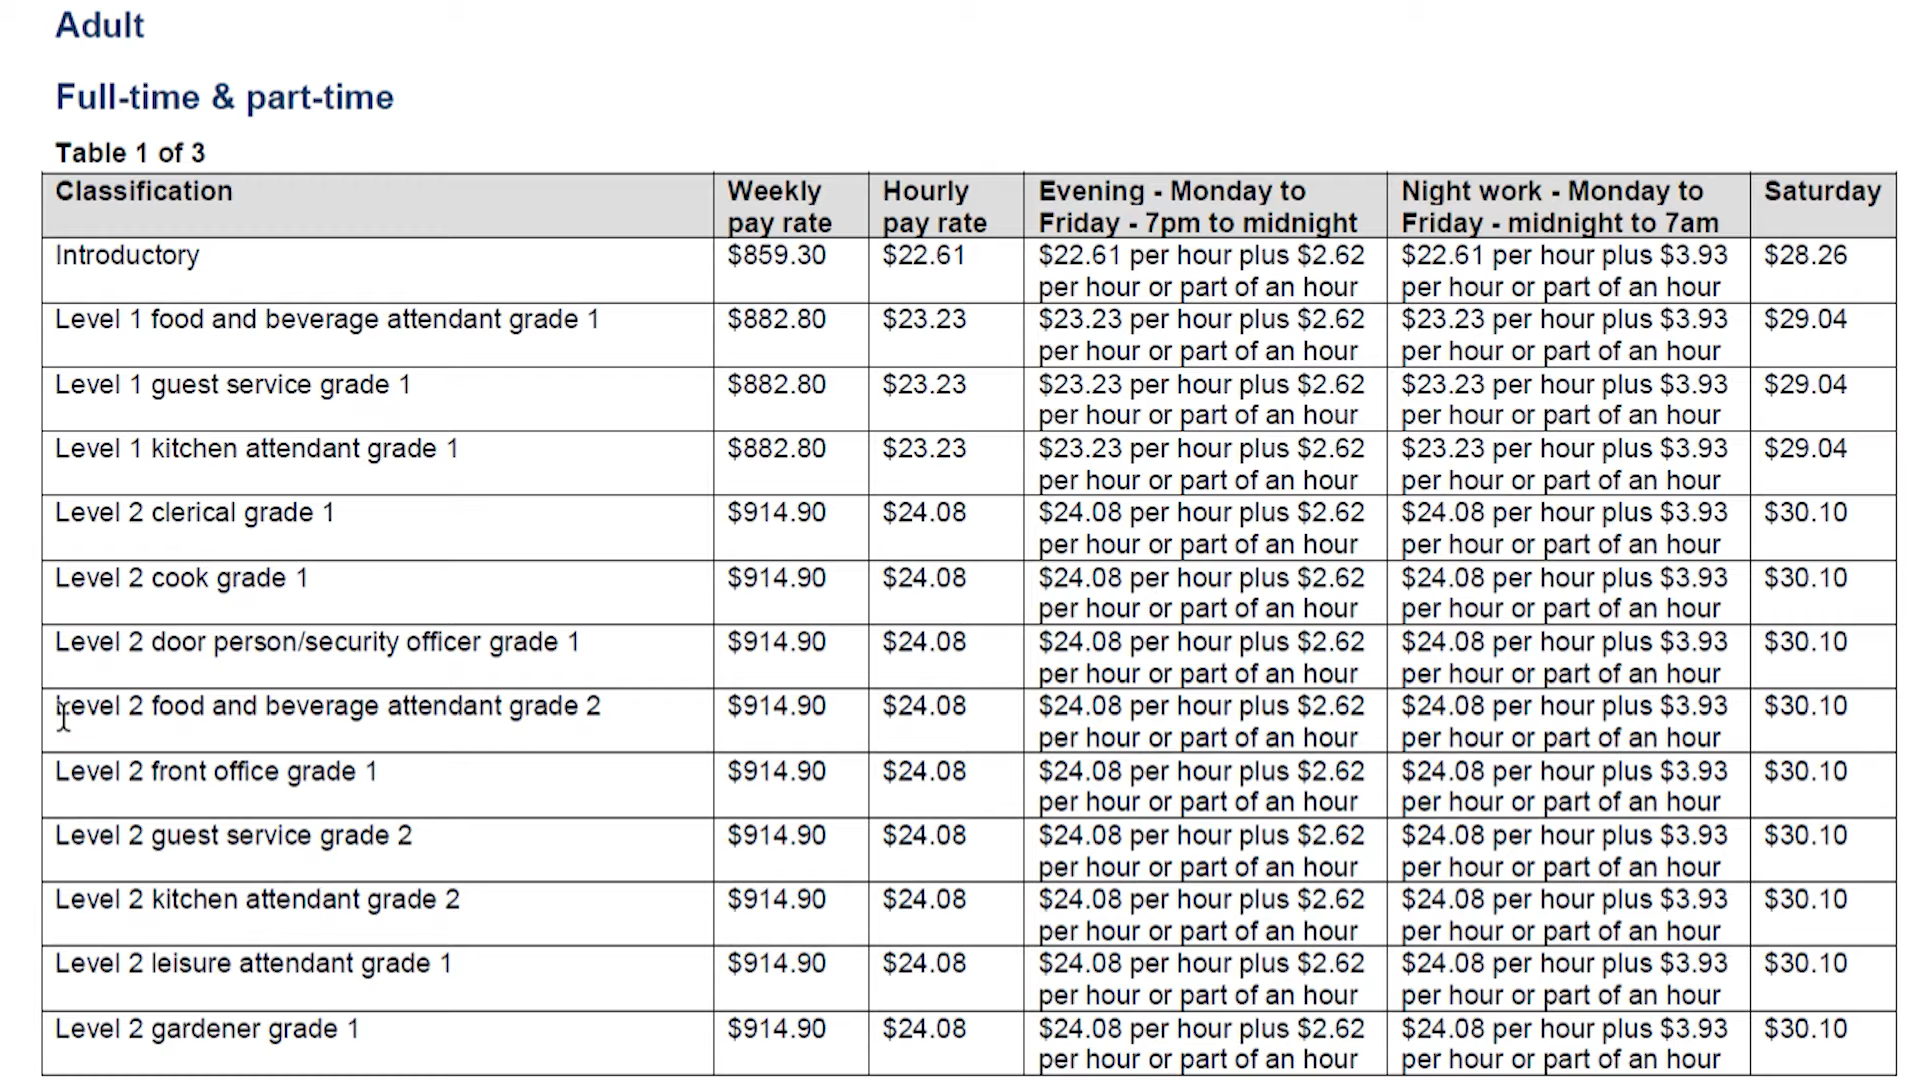 Adult
Full-time & part-time
Table 1 of 3
Classification Weekly pay rate Hourly pay rate Evening - Monday to Friday - 7pm to midnight Night work - Monday to Friday - midnight to 7am Saturday
Introductory $859.30 $22.61 $22.61 per hour plus $2.62 per hour or part of an hour $22.61 per hour plus $3.93 per hour or part of an hour $28.26
Level 1 food and beverage attendant grade 1 $882.80 $23.23 $23.23 per hour plus $2.62 per hour or part of an hour $23.23 per hour plus $3.93 per hour or part of an hour $29.04
Level 1 guest service grade 1 $882.80 $23.23 $23.23 per hour plus $2.62 per hour or part of an hour $23.23 per hour plus $3.93 per hour or part of an hour $29.04
Level 1 kitchen attendant grade 1 $882.80 $23.23 $23.23 per hour plus $2.62 per hour or part of an hour $23.23 per hour plus $3.93 per hour or part of an hour $29.04
Level 2 clerical grade 1 $914.90 $24.08 $24.08 per hour plus $2.62 per hour or part of an hour $24.08 per hour plus $3.93 per hour or part of an hour $30.10
Level 2 cook grade 1 $914.90 $24.08 $24.08 per hour plus $2.62 per hour or part of an hour $24.08 per hour plus $3.93 per hour or part of an hour $30.10
Level 2 door person/security officer grade 1 $914.90 $24.08 $24.08 per hour plus $2.62 per hour or part of an hour $24.08 per hour plus $3.93 per hour or part of an hour $30.10
Level 2 food and beverage attendant grade 2 $914.90 $24.08 $24.08 per hour plus $2.62 per hour or part of an hour $24.08 per hour plus $3.93 per hour or part of an hour $30.10
Level 2 front office grade 1 $914.90 $24.08 $24.08 per hour plus $2.62 per hour or part of an hour $24.08 per hour plus $3.93 per hour or part of an hour $30.10
Level 2 guest service grade 2 $914.90 $24.08 $24.08 per hour plus $2.62 per hour or part of an hour $24.08 per hour plus $3.93 per hour or part of an hour $30.10
Level 2 kitchen attendant grade 2 $914.90 $24.08 $24.08 per hour plus $2.62 per hour or part of an hour $24.08 per hour plus $3.93 per hour or part of an hour $30.10
Level 2 leisure attendant grade 1 $914.90 $24.08 $24.08 per hour plus $2.62 per hour or part of an hour $24.08 per hour plus $3.93 per hour or part of an hour $30.10
Level 2 gardener grade 1 $914.90 $24.08 $24.08 per hour plus $2.62 per hour or part of an hour $24.08 per hour plus $3.93 per hour or part of an hour $30.10